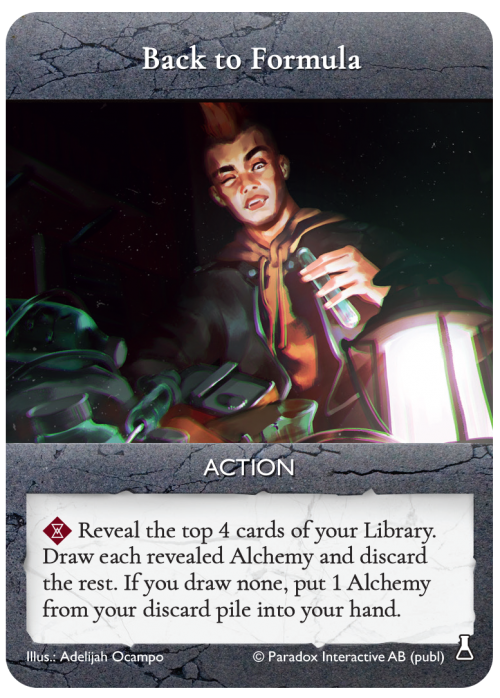 Back to Formula
ACTION
Reveal the top 4 cards of your Library.
Draw each revealed Alchemy and discard
the rest. If you draw none, put 1 Alchemy
from your discard pile into your hand.
Illus.: Adelijah Ocampo © Paradox Interactive AB (publ)